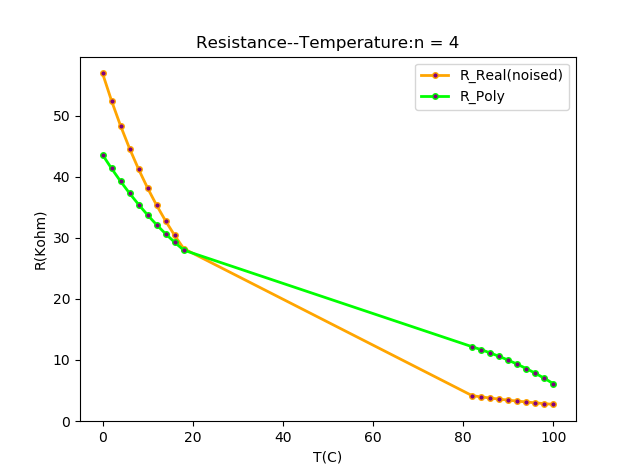 Resistance--Temperature:n = 4
R_Real(noised)
R_Poly
R(Kohm)
50
40
30
20
10
0
0 20 40 60 80 100
T(C)